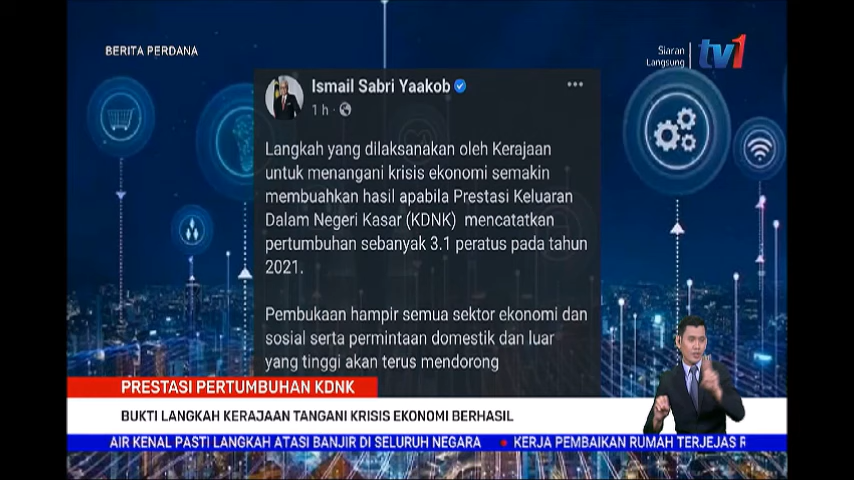 BERITA PERDANA
Siaran
Langsung
tv1
Ismail Sabri Yaakob
1 h ·
Langkah yang dilaksanakan oleh Kerajaan
untuk menangani krisis ekonomi semakin
membuahkan hasil apabila Prestasi Keluaran
Dalam Negeri Kasar (KDNK) mencatatkan
pertumbuhan sebanyak 3.1 peratus pada tahun
2021.
Pembukaan hampir semua sektor ekonomi dan
sosial serta permintaan domestik dan luar
yang tinggi akan terus mendorong
PRESTASI PERTUMBUHAN KDNK
BUKTI LANGKAH KERAJAAN TANGANI KRISIS EKONOMI BERHASIL
AIR KENAL PASTI LANGKAH ATASI BANJIR DI SELURUH NEGARA • KERJA PEMBAIKAN RUMAH TERJEJAS